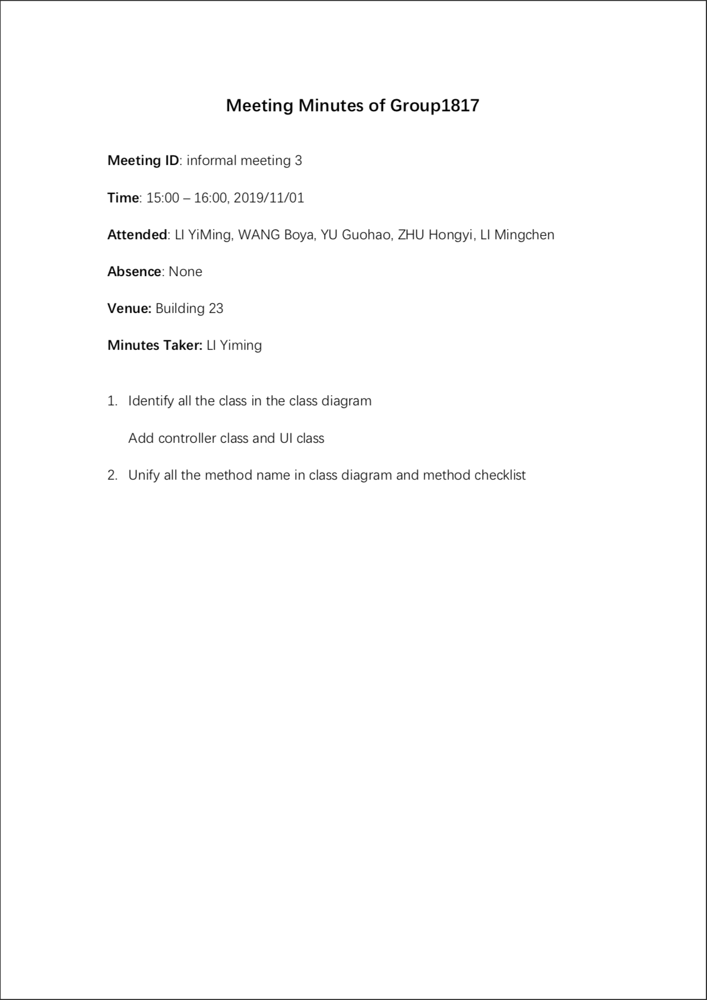 Meeting Minutes of Group1817
Meeting ID: informal meeting 3
Time: 15:00 – 16:00, 2019/11/01
Attended: LI YiMing, WANG Boya, YU Guohao, ZHU Hongyi, LI Mingchen
Absence: None
Venue: Building 23
Minutes Taker: LI Yiming
1. Identify all the class in the class diagram
Add controller class and UI class
2. Unify all the method name in class diagram and method checklist